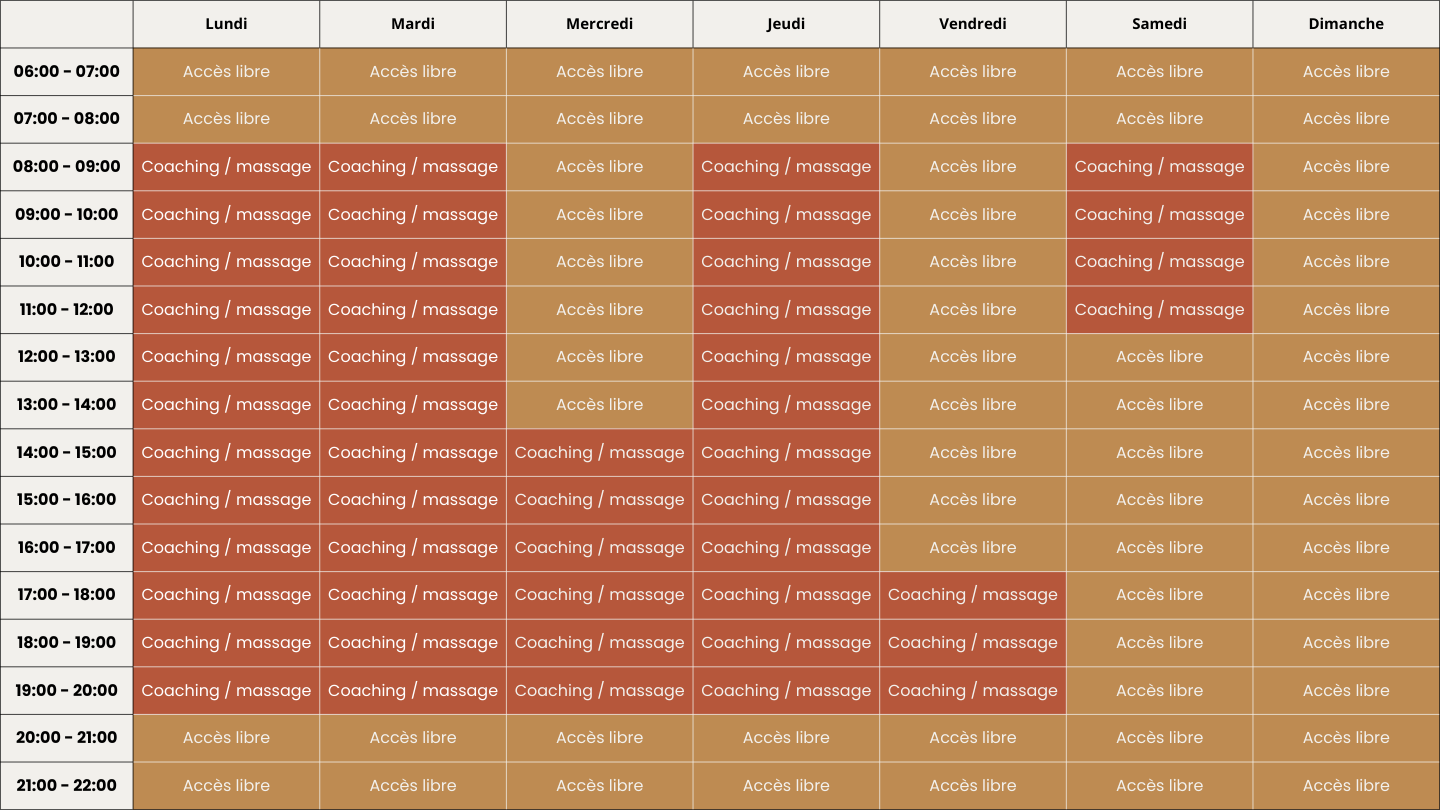 Lundi Mardi Mercredi Jeudi Vendredi Samedi Dimanche
06:00 - 07:00 Accès libre Accès libre Accès libre Accès libre Accès libre Accès libre Accès libre
07:00 - 08:00 Accès libre Accès libre Accès libre Accès libre Accès libre Accès libre Accès libre
08:00 - 09:00 Coaching / massage Coaching / massage Accès libre Coaching / massage Accès libre Coaching / massage Accès libre
09:00 - 10:00 Coaching / massage Coaching / massage Accès libre Coaching / massage Accès libre Coaching / massage Accès libre
10:00 - 11:00 Coaching / massage Coaching / massage Accès libre Coaching / massage Accès libre Coaching / massage Accès libre
11:00 - 12:00 Coaching / massage Coaching / massage Accès libre Coaching / massage Accès libre Coaching / massage Accès libre
12:00 - 13:00 Coaching / massage Coaching / massage Accès libre Coaching / massage Accès libre Accès libre Accès libre
13:00 - 14:00 Coaching / massage Coaching / massage Accès libre Coaching / massage Accès libre Accès libre Accès libre
14:00 - 15:00 Coaching / massage Coaching / massage Coaching / massage Coaching / massage Accès libre Accès libre Accès libre
15:00 - 16:00 Coaching / massage Coaching / massage Coaching / massage Coaching / massage Accès libre Accès libre Accès libre
16:00 - 17:00 Coaching / massage Coaching / massage Coaching / massage Coaching / massage Accès libre Accès libre Accès libre
17:00 - 18:00 Coaching / massage Coaching / massage Coaching / massage Coaching / massage Coaching / massage Accès libre Accès libre
18:00 - 19:00 Coaching / massage Coaching / massage Coaching / massage Coaching / massage Coaching / massage Accès libre Accès libre
19:00 - 20:00 Coaching / massage Coaching / massage Coaching / massage Coaching / massage Coaching / massage Accès libre Accès libre
20:00 - 21:00 Accès libre Accès libre Accès libre Accès libre Accès libre Accès libre Accès libre
21:00 - 22:00 Accès libre Accès libre Accès libre Accès libre Accès libre Accès libre Accès libre